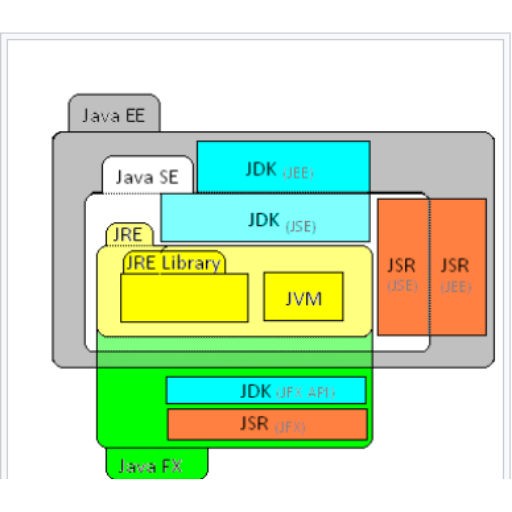 Java EE
JDK (JEE)
Java SE
JDK (JSE)
JRE
JRE Library
JSR
(JSE)
JSR
(JEE)
JVM
JDK (JFX API)
JSR (JFX)
Java FX